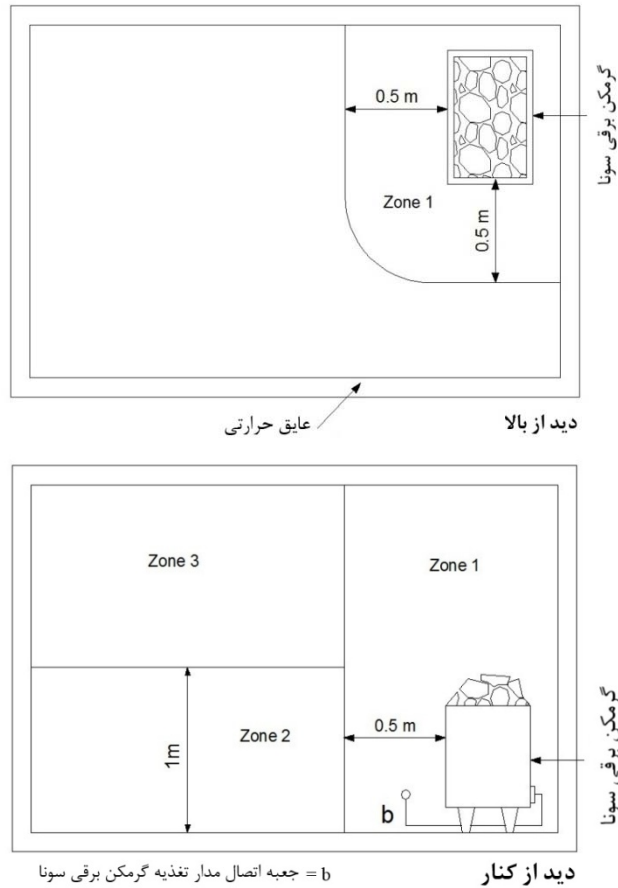 0.5 m
گرمکن برقی سونا
Zone 1
0.5 m
عایق حرارتی
دید از بالا
Zone 3
Zone 1
1m
Zone 2
0.5 m
گرمکن برقی سونا
b
b = جعبه اتصال مدار تغذیه گرمکن برقی سونا
دید از کنار